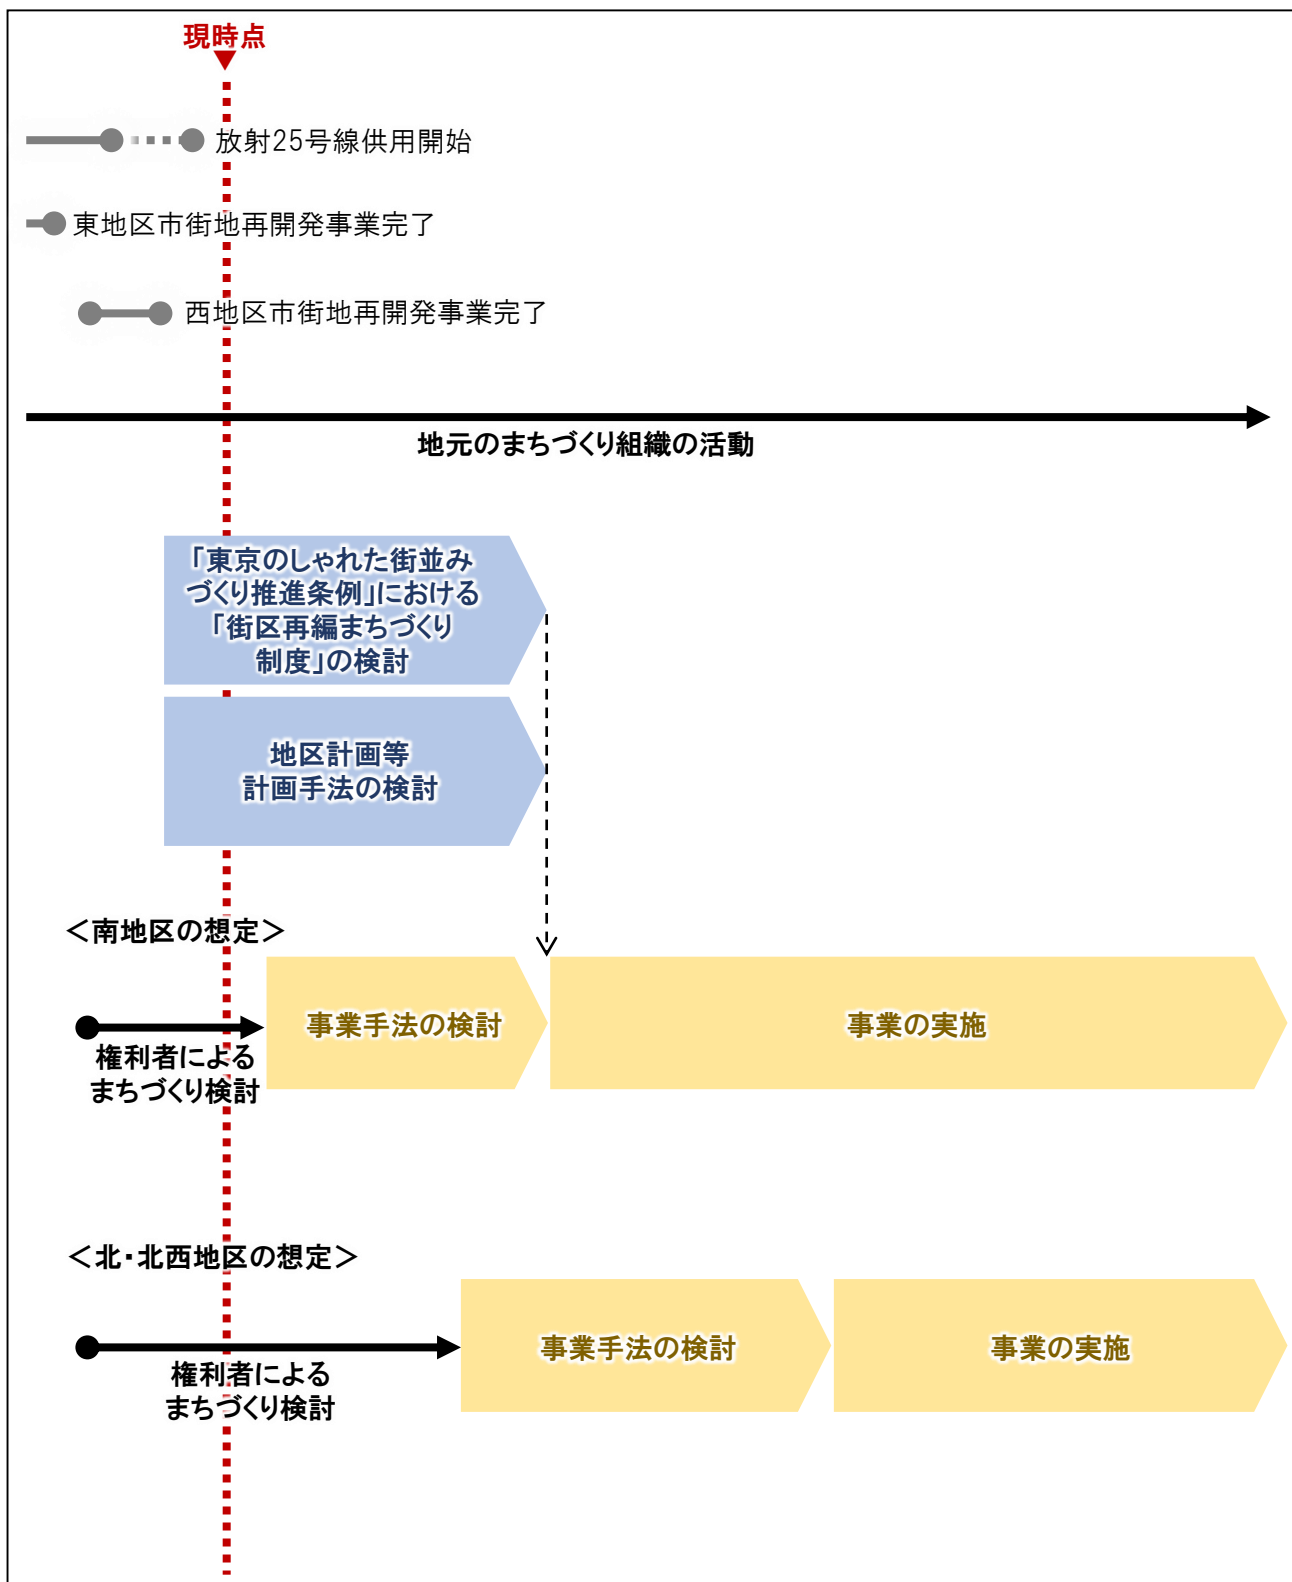 現時点
放射25号線供用開始
東地区市街地再開発事業完了
西地区市街地再開発事業完了
地元のまちづくり組織の活動
「東京のしゃれた街並み
づくり推進条例」における
「街区再編まちづくり
制度」の検討
地区計画等
計画手法の検討
＜南地区の想定＞
事業手法の検討
事業の実施
権利者による
まちづくり検討
＜北・北西地区の想定＞
事業手法の検討
事業の実施
権利者による
まちづくり検討